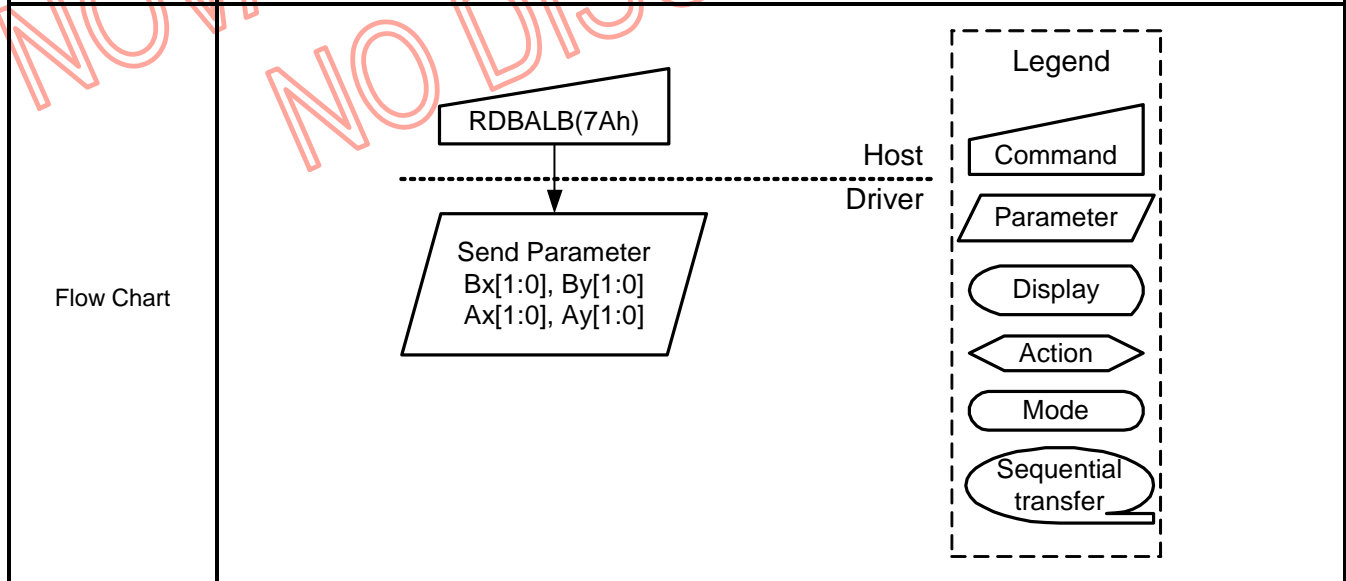 Flow Chart
RDBALB(7Ah)
Host
Driver
Send Parameter
Bx[1:0], By[1:0]
Ax[1:0], Ay[1:0]
Legend
Command
Parameter
Display
Action
Mode
Sequential
transfer
NO